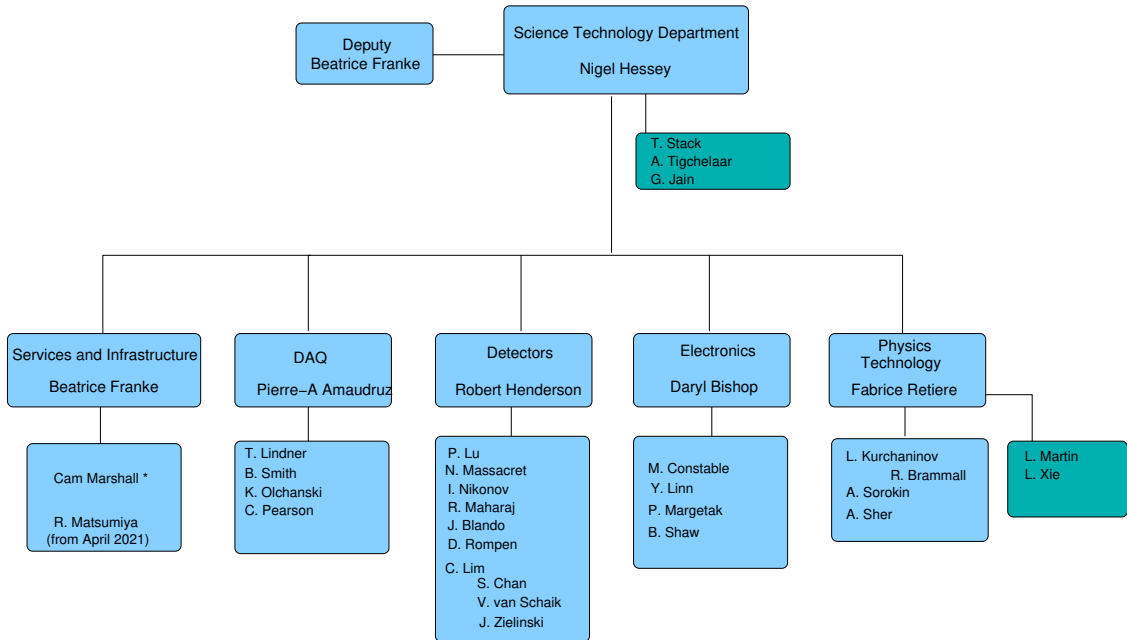 Deputy
Beatrice Franke
Science Technology Department
Nigel Hessey
T. Stack
A. Tigchelaar
G. Jain
Services and Infrastructure
Beatrice Franke
DAQ
Pierre−A Amaudruz
Detectors
Robert Henderson
Electronics
Daryl Bishop
Physics
Technology
Fabrice Retiere
Cam Marshall *
R. Matsumiya
(from April 2021)
T. Lindner
B. Smith
K. Olchanski
C. Pearson
P. Lu
N. Massacret
I. Nikonov
R. Maharaj
J. Blando
D. Rompen
C. Lim
S. Chan
V. van Schaik
J. Zielinski
M. Constable
Y. Linn
P. Margetak
B. Shaw
L. Kurchaninov
R. Brammall
A. Sorokin
A. Sher
L. Martin
L. Xie